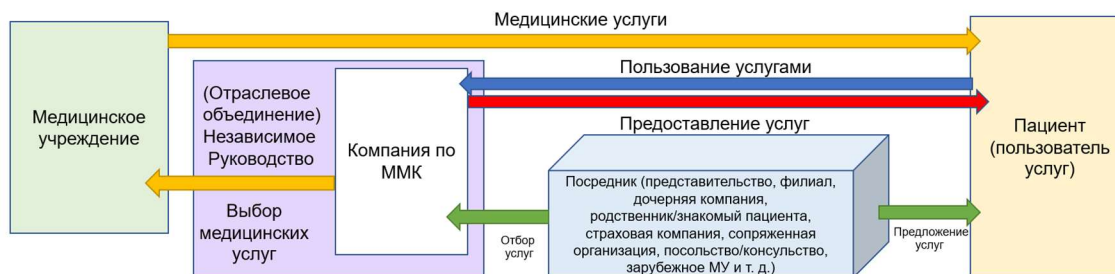 Медицинские услуги
Медицинское
учреждение
(Отраслевое
объединение)
Независимое
Руководство
Выбор
медицинских
услуг
Компания по
ММК
Пользование услугами
Предоставление услуг
Посредник (представительство, филиал,
дочерняя компания,
родственник/знакомый пациента,
страховая компания, сопряженная
организация, посольство/консульство,
зарубежное МУ и т. д.)
Отбор
услуг
Предложение
услуг
Пациент
(пользователь
услуг)